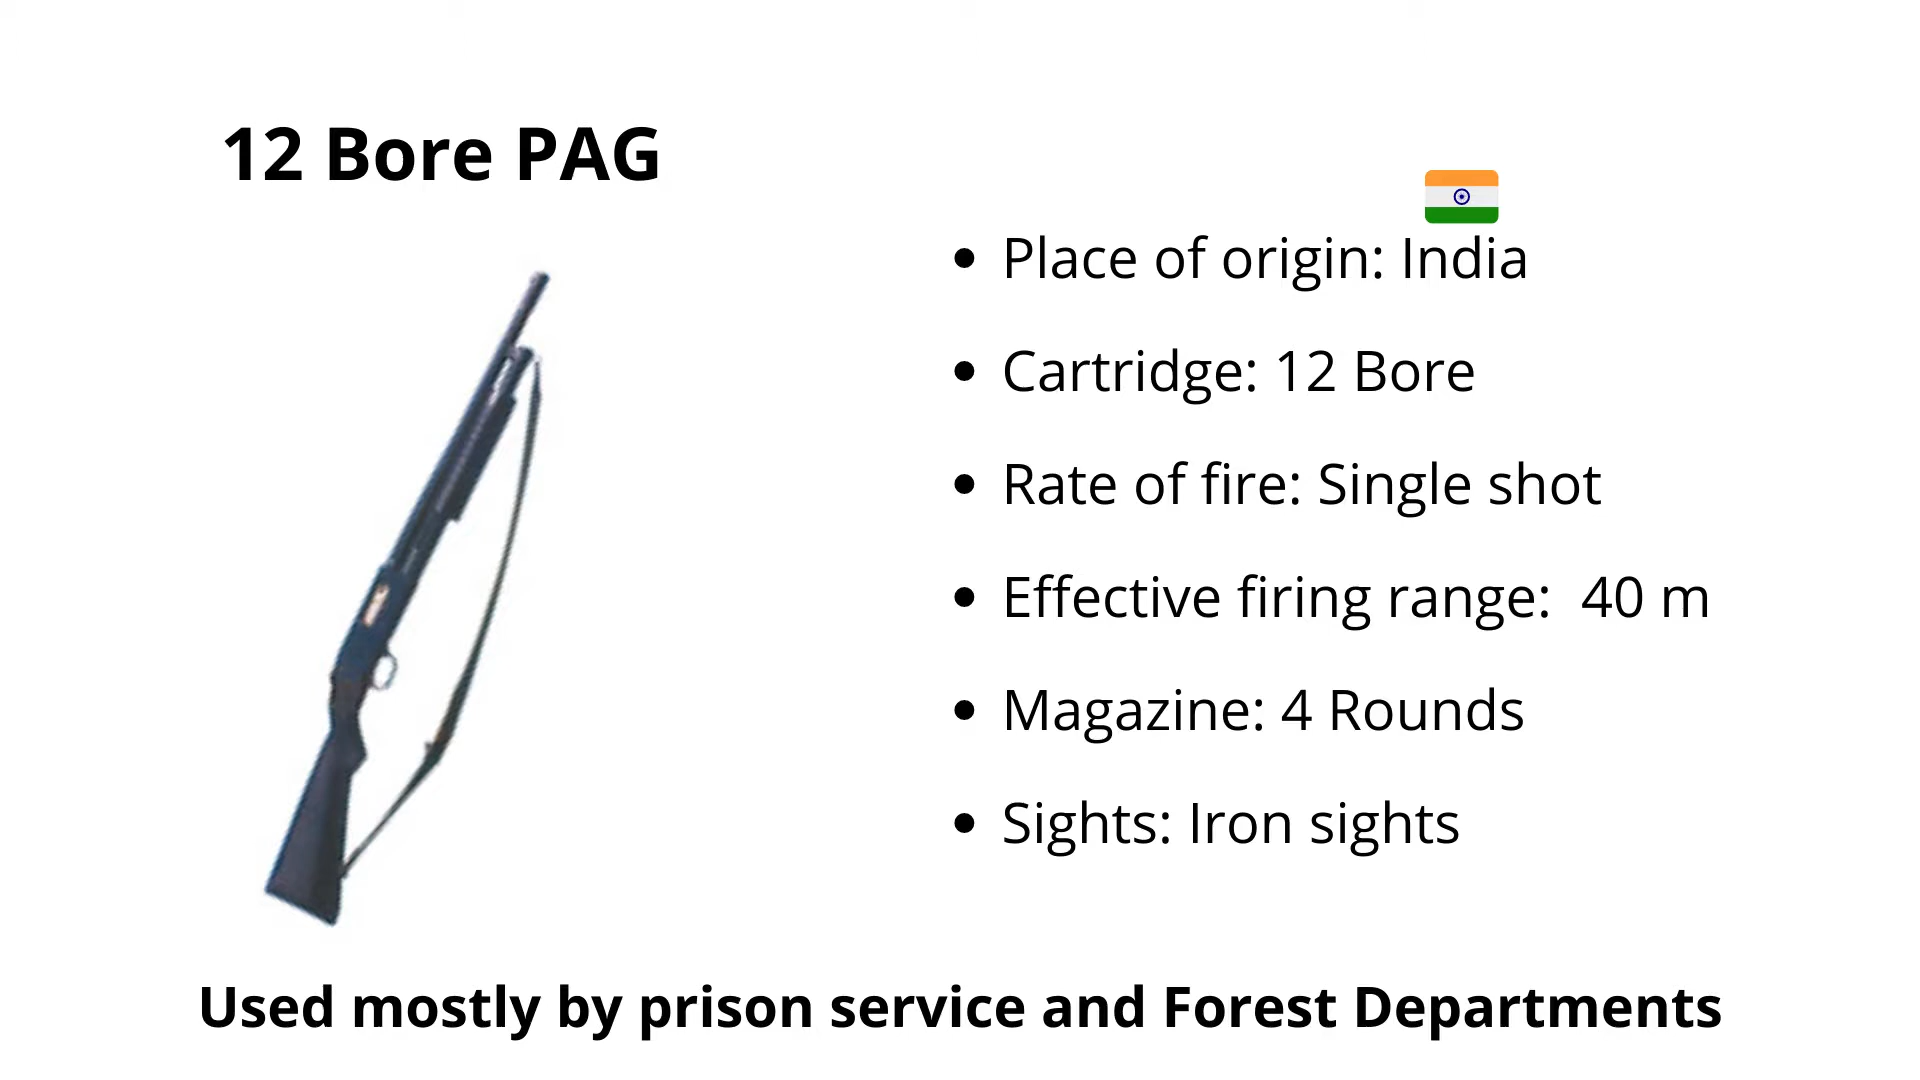 12 Bore PAG
Place of origin: India
Cartridge: 12 Bore
Rate of fire: Single shot
Effective firing range:  40 m
Magazine: 4 Rounds
Sights: Iron sights
Used mostly by prison service and Forest Departments